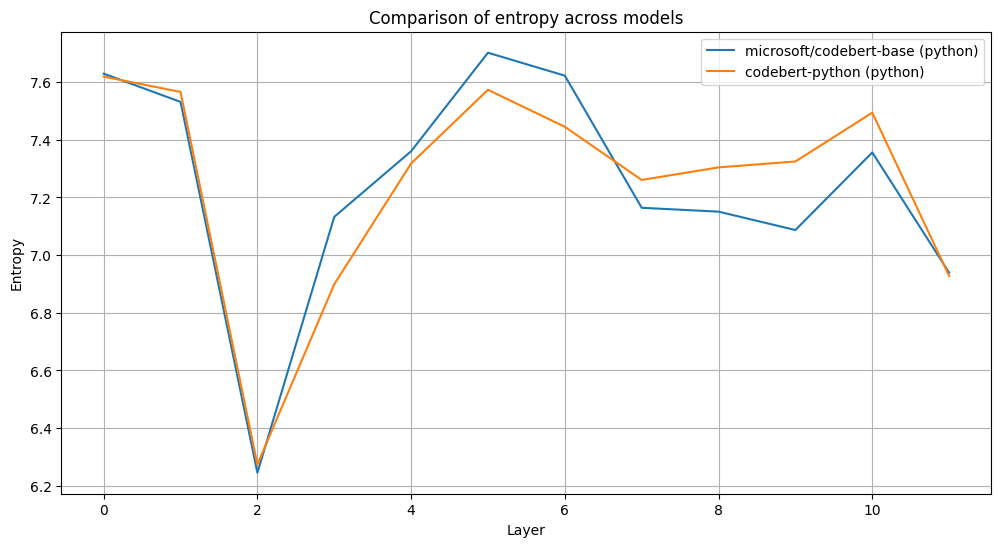 Comparison of entropy across models
microsoft/codebert-base (python)
codebert-python (python)
Entropy
7.6
7.4
7.2
7.0
6.8
6.6
6.4
6.2
0 2 4 6 8 10
Layer